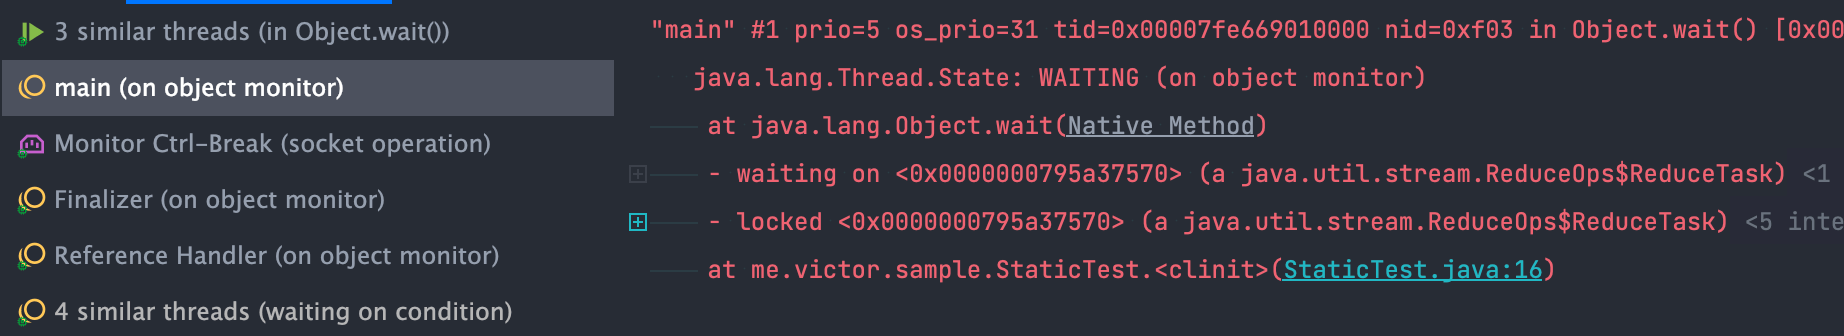 3 similar threads (in Object.wait())
main (on object monitor)
Monitor Ctrl-Break (socket operation)
Finalizer (on object monitor)
Reference Handler (on object monitor)
4 similar threads (waiting on condition)
"main" #1 prio=5 os_prio=31 tid=0x00007fe669010000 nid=0xf03 in Object.wait() [0x00
java.lang.Thread.State: WAITING (on object monitor)
at java.lang.Object.wait(Native Method)
- waiting on <0x0000000795a37570> (a java.util.stream.ReduceOps$ReduceTask) <1
- locked <0x0000000795a37570> (a java.util.stream.ReduceOps$ReduceTask) <5 inte
at me.victor.sample.StaticTest.<clinit>(StaticTest.java:16)